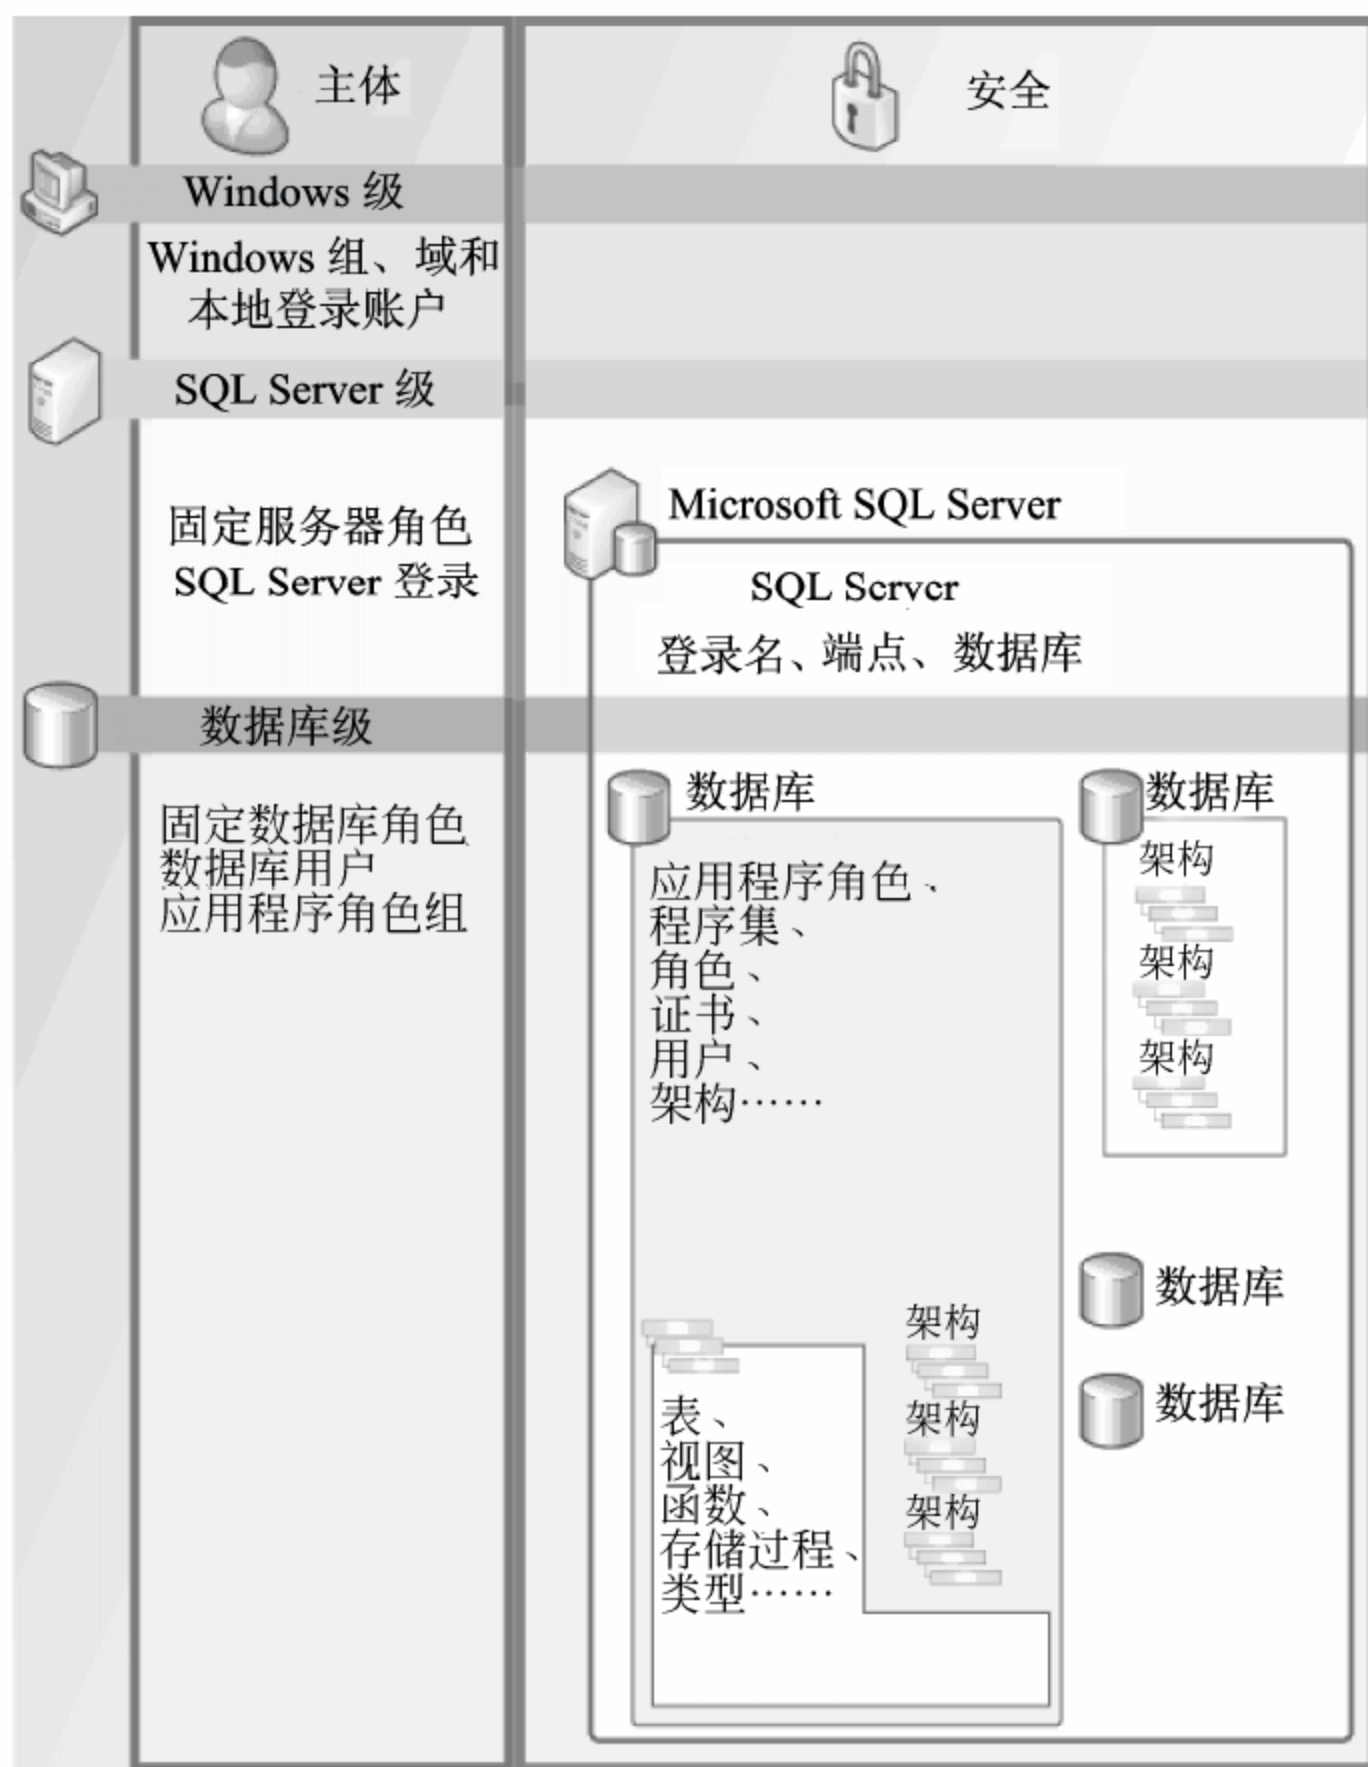 主体
安全
Windows 级
Windows 组、域和
本地登录账户
SQL Server 级
固定服务器角色
SQL Server 登录
Microsoft SQL Server
SQL Server
登录名、端点、数据库
数据库级
固定数据库角色
数据库用户
应用程序角色组
数据库
应用程序角色、
程序集、
角色、
证书、
用户、
架构……
表、
视图、
函数、
存储过程、
类型……
架构
架构
架构
数据库
架构
架构
架构
数据库
数据库